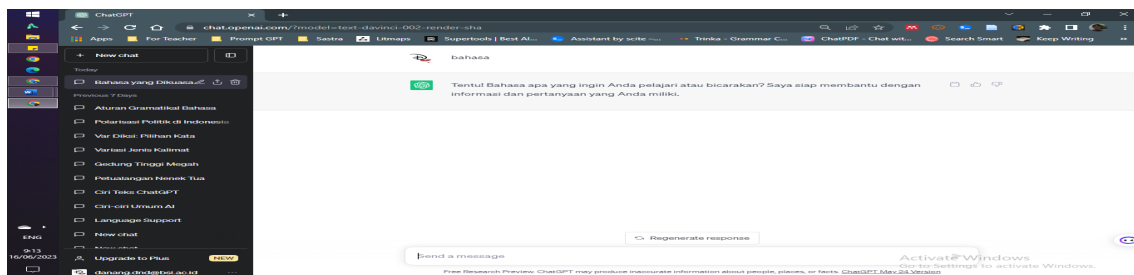 ChatGPT
chat.openai.com/?model=text-davinci-002-render-sha
Apps For Teacher Prompt GPT Sastra Litmaps Supertools | Best AI... Assistant by scite Trinka - Grammar C... ChatPDF - Chat wit... Search Smart Keep Writing
+ New chat
bahasa
Today
Bahasa yang Dikuasa
Tentu! Bahasa apa yang ingin Anda pelajari atau bicarakan? Saya siap membantu dengan
informasi dan pertanyaan yang Anda miliki.
Previous 7 Days
Aturan Gramatikal Bahasa
Polarisasi Politik di Indonesia
Var Diksi: Pilihan Kata
Variasi Jenis Kalimat
Gedung Tinggi Megah
Petualangan Nenek Tua
Ciri Teks ChatGPT
Ciri-ciri Umum AI
Language Support
New chat
New chat
Regenerate response
Upgrade to Plus NEW
Send a message
danang.dnd@bsi.ac.id
Free Research Preview. ChatGPT may produce inaccurate information about people, places, or facts. ChatGPT May 24 Version
Activate Windows
Go to Settings to activate Windows.
ENG
9:13
16/06/2023